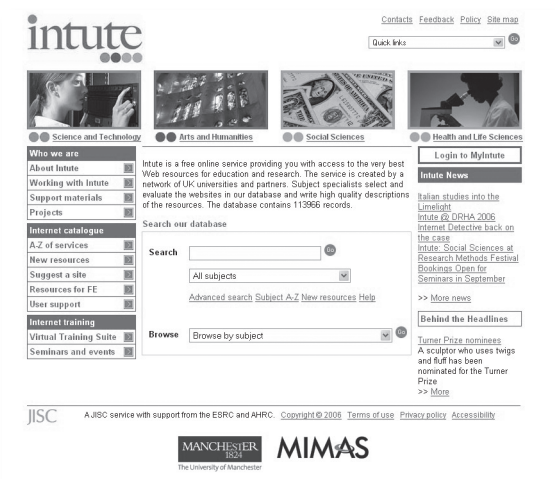 Contacts Feedback Policy Site map
intute
Quick links Go
Science and Technology
Arts and Humanities
Social Sciences
Health and Life Sciences
Who we are
About Intute
Working with Intute
Support materials
Projects
Internet catalogue
A-Z of services
New resources
Suggest a site
Resources for FE
User support
Internet training
Virtual Training Suite
Seminars and events
Intute is a free online service providing you with access to the very best
Web resources for education and research. The service is created by a
network of UK universities and partners. Subject specialists select and
evaluate the websites in our database and write high quality descriptions
of the resources. The database contains 113966 records.
Search our database
Search Go
All subjects
Advanced search Subject A-Z New resources Help
Browse Browse by subject Go
Login to MyIntute
Intute News
Italian studies into the
Limelight
Intute @ DRHA 2006
Internet Detective back on
the case
Intute: Social Sciences at
Research Methods Festival
Bookings Open for
Seminars in September
>> More news
Behind the Headlines
Turner Prize nominees
A sculptor who uses twigs
and fluff has been
nominated for the Turner
Prize
>> More
JISC A JISC service with support from the ESRC and AHRC. Copyright © 2006 Terms of use Privacy policy Accessibility
MANCHESTER
1824
The University of Manchester
MIMAS